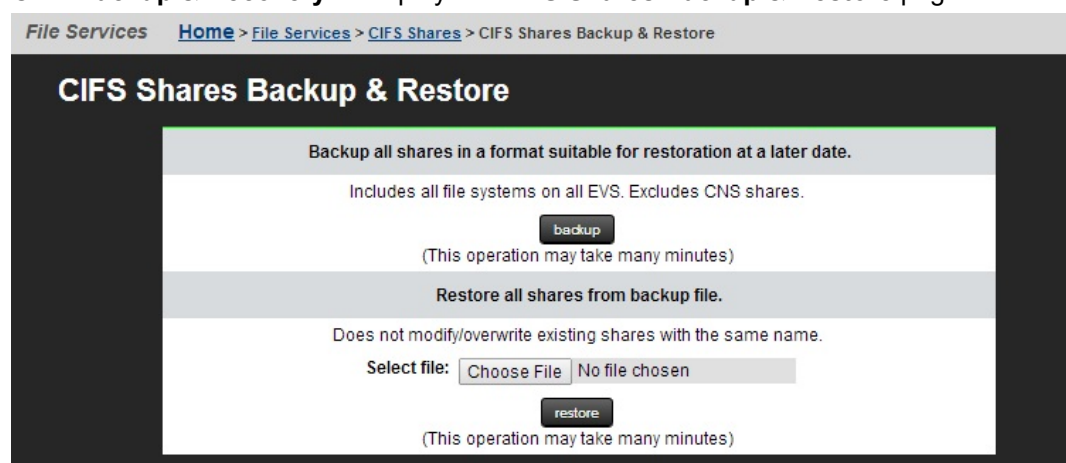 File Services Home > File Services > CIFS Shares > CIFS Shares Backup & Restore
CIFS Shares Backup & Restore
Backup all shares in a format suitable for restoration at a later date.
Includes all file systems on all EVS. Excludes CNS shares.
backup
(This operation may take many minutes)
Restore all shares from backup file.
Does not modify/overwrite existing shares with the same name.
Select file: Choose File No file chosen
restore
(This operation may take many minutes)